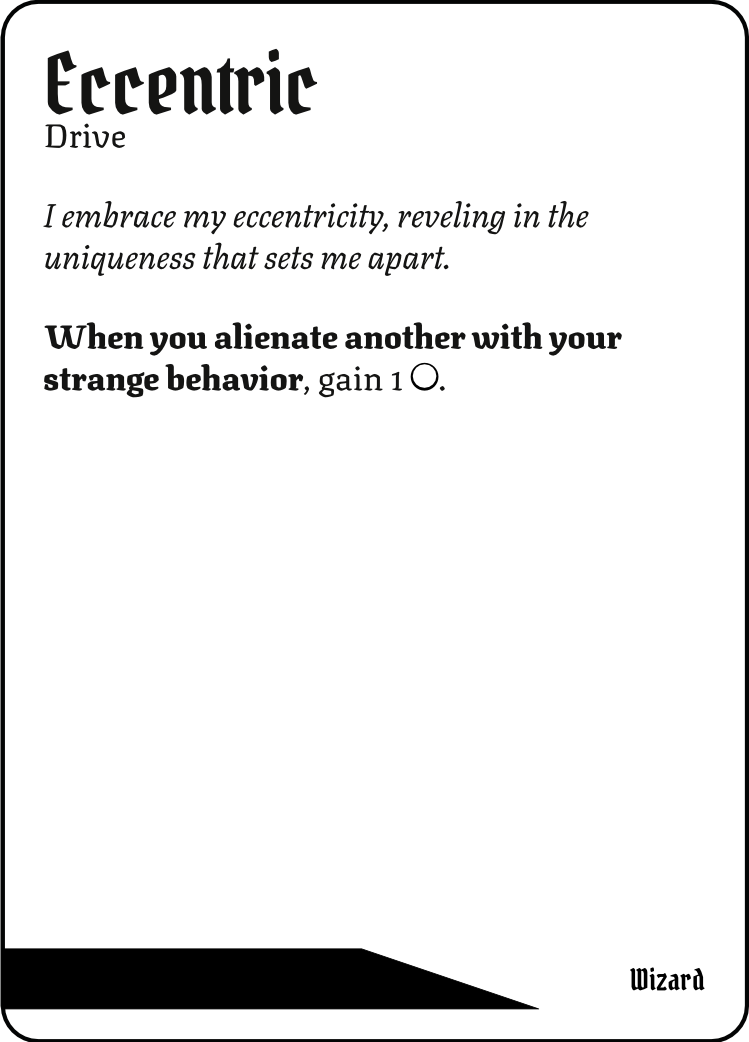 Eccentric
Drive
I embrace my eccentricity, reveling in the
uniqueness that sets me apart.
When you alienate another with your
strange behavior, gain 1 ○.
Wizard